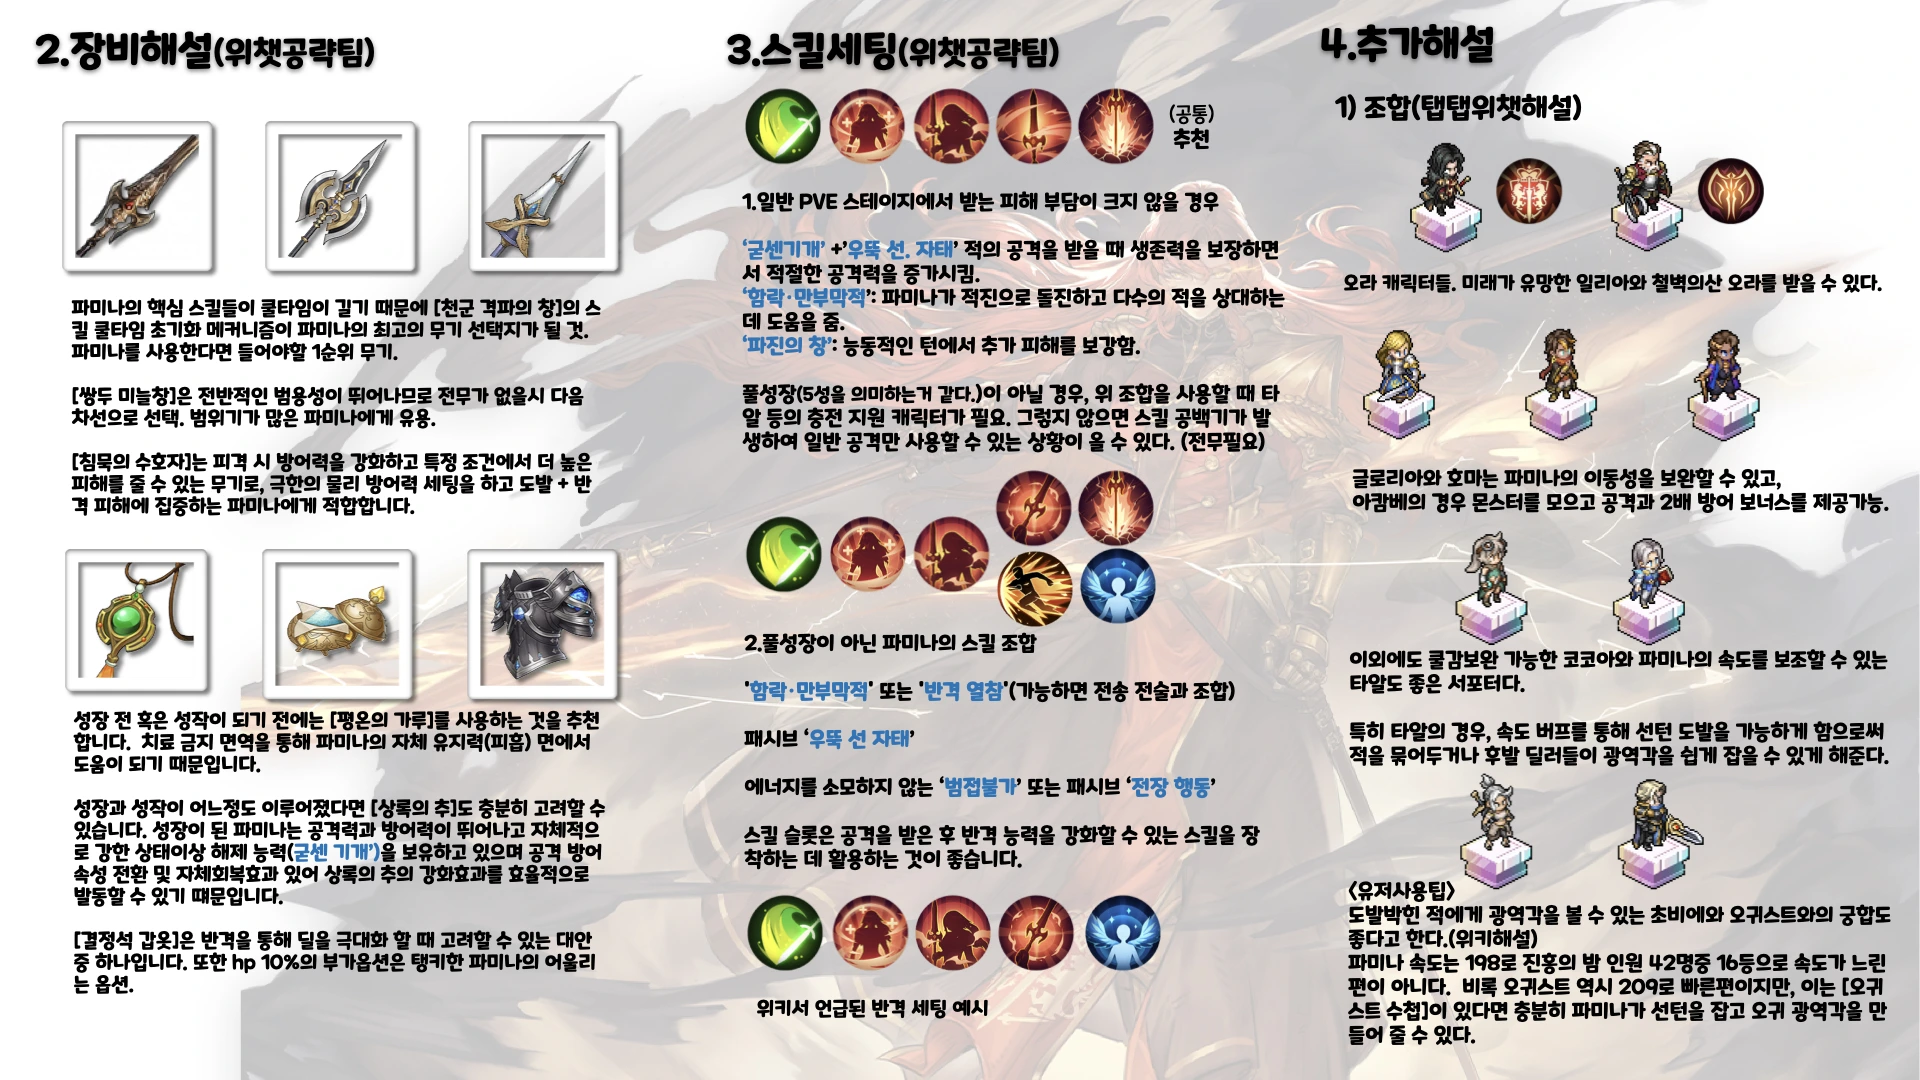 2.장비해설(위챗공략팀)
파미나의 핵심 스킬들이 쿨타임이 길기 때문에 [천군 격파의 창]의 스
킬 쿨타임 초기화 메커니즘이 파미나의 최고의 무기 선택지가 될 것.
파미나를 사용한다면 들어야할 1순위 무기.
[쌍두 미늘창]은 전반적인 범용성이 뛰어나므로 전무가 없을시 다음
차선으로 선택. 범위기가 많은 파미나에게 유용.
[침묵의 수호자]는 피격 시 방어력을 강화하고 특정 조건에서 더 높은
피해를 줄 수 있는 무기로, 극한의 물리 방어력 세팅을 하고 도발 + 반
격 피해에 집중하는 파미나에게 적합합니다.
성장 전 혹은 성작이 되기 전에는 [평온의 가루]를 사용하는 것을 추천
합니다.  치료 금지 면역을 통해 파미나의 자체 유지력(피흡) 면에서
도움이 되기 때문입니다.
성장과 성작이 어느정도 이루어졌다면 [상록의 추]도 충분히 고려할 수
있습니다. 성장이 된 파미나는 공격력과 방어력이 뛰어나고 자체적으
로 강한 상태이상 해제 능력(굳센 기개')을 보유하고 있으며 공격 방어
속성 전환 및 자체회복효과 있어 상록의 추의 강화효과를 효율적으로
발동할 수 있기 떄문입니다.
[결정석 갑옷]은 반격을 통해 딜을 극대화 할 때 고려할 수 있는 대안
중 하나입니다. 또한 hp 10%의 부가옵션은 탱키한 파미나의 어울리
는 옵션.
3.스킬세팅(위챗공략팀)
(공통)
추천
1.일반 PVE 스테이지에서 받는 피해 부담이 크지 않을 경우
‘굳센기개’ +’우뚝 선. 자태’ 적의 공격을 받을 때 생존력을 보장하면
서 적절한 공격력을 증가시킴.
‘함락·만부막적’: 파미나가 적진으로 돌진하고 다수의 적을 상대하는
데 도움을 줌.
‘파진의 창’: 능동적인 턴에서 추가 피해를 보강함.
풀성장(5성을 의미하는거 같다.)이 아닐 경우, 위 조합을 사용할 때 타
알 등의 충전 지원 캐릭터가 필요. 그렇지 않으면 스킬 공백기가 발
생하여 일반 공격만 사용할 수 있는 상황이 올 수 있다. (전무필요)
2.풀성장이 아닌 파미나의 스킬 조합
'함락·만부막적' 또는 '반격 열참'(가능하면 전송 전술과 조합)
패시브 ‘우뚝 선 자태’
에너지를 소모하지 않는 ‘범접불가’ 또는 패시브 ‘전장 행동’
스킬 슬롯은 공격을 받은 후 반격 능력을 강화할 수 있는 스킬을 장
착하는 데 활용하는 것이 좋습니다.
위키서 언급된 반격 세팅 예시
4.추가해설
1) 조합(탭탭위챗해설)
오라 캐릭터들. 미래가 유망한 일리아와 철벽의산 오라를 받을 수 있다.
글로리아와 호마는 파미나의 이동성을 보완할 수 있고,
아캄베의 경우 몬스터를 모으고 공격과 2배 방어 보너스를 제공가능.
이외에도 쿨감보완 가능한 코코아와 파미나의 속도를 보조할 수 있는
타알도 좋은 서포터다.
특히 타알의 경우, 속도 버프를 통해 선턴 도발을 가능하게 함으로써
적을 묶어두거나 후발 딜러들이 광역각을 쉽게 잡을 수 있게 해준다.
<유저사용팁>
도발박힌 적에게 광역각을 볼 수 있는 초비에와 오귀스트와의 궁합도
좋다고 한다.(위키해설)
파미나 속도는 198로 진홍의 밤 인원 42명중 16등으로 속도가 느린
편이 아니다.  비록 오귀스트 역시 209로 빠른편이지만, 이는 [오귀
스트 수첩]이 있다면 충분히 파미나가 선턴을 잡고 오귀 광역각을 만
들어 줄 수 있다.